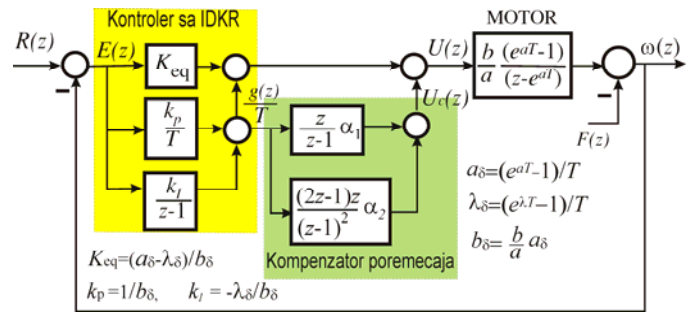 Kontroler sa IDKR
MOTOR
R(z)
E(z)
K_eq
U(z)
b/a (e^{aT}-1)/(z-e^{aT})
ω(z)
k_p/T
g(z)/T
U_c(z)
z/(z-1) α_1
F(z)
k_I/(z-1)
(2z-1)z/(z-1)^2 α_2
a_δ=(e^{aT}-1)/T
λ_δ=(e^{λT}-1)/T
b_δ= b/a a_δ
Kompenzator poremecaja
K_eq=(a_δ-λ_δ)/b_δ
k_p=1/b_δ, k_I = -λ_δ/b_δ